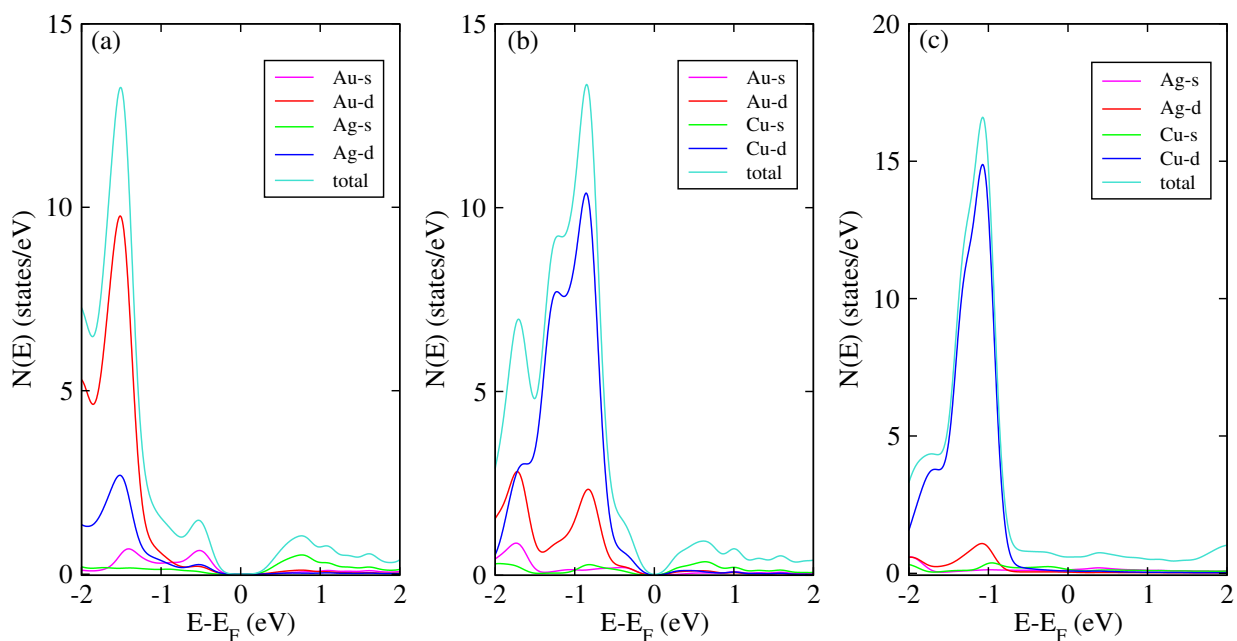 (a)
Au-s
Au-d
Ag-s
Ag-d
total
15
10
5
0
-2
-1
0
1
2
N(E) (states/eV)
E-E_F (eV)
(b)
Au-s
Au-d
Cu-s
Cu-d
total
15
10
5
0
-2
-1
0
1
2
N(E) (states/eV)
E-E_F (eV)
(c)
Ag-s
Ag-d
Cu-s
Cu-d
total
20
15
10
5
0
-2
-1
0
1
2
N(E) (states/eV)
E-E_F (eV)